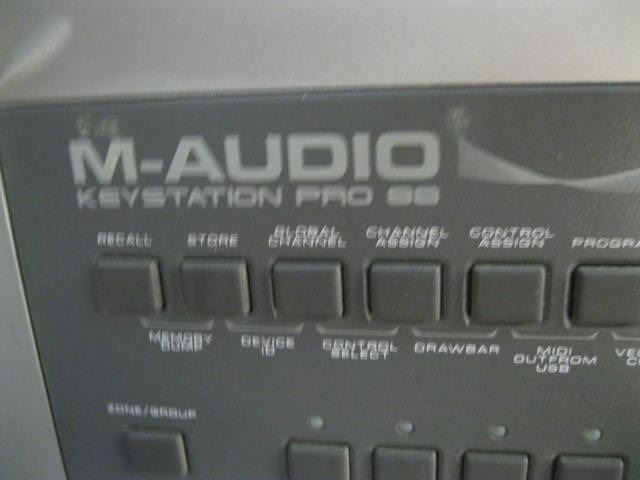 M-AUDIO
KEYSTATION PRO 88
RECALL
STORE
GLOBAL
CHANNEL
CHANNEL
ASSIGN
CONTROL
ASSIGN
PROGRA
MEMORY
DUMP
DEVICE
ID
CONTROL
SELECT
DRAWBAR
MIDI
OUT FROM
USB
ZONE/GROUP